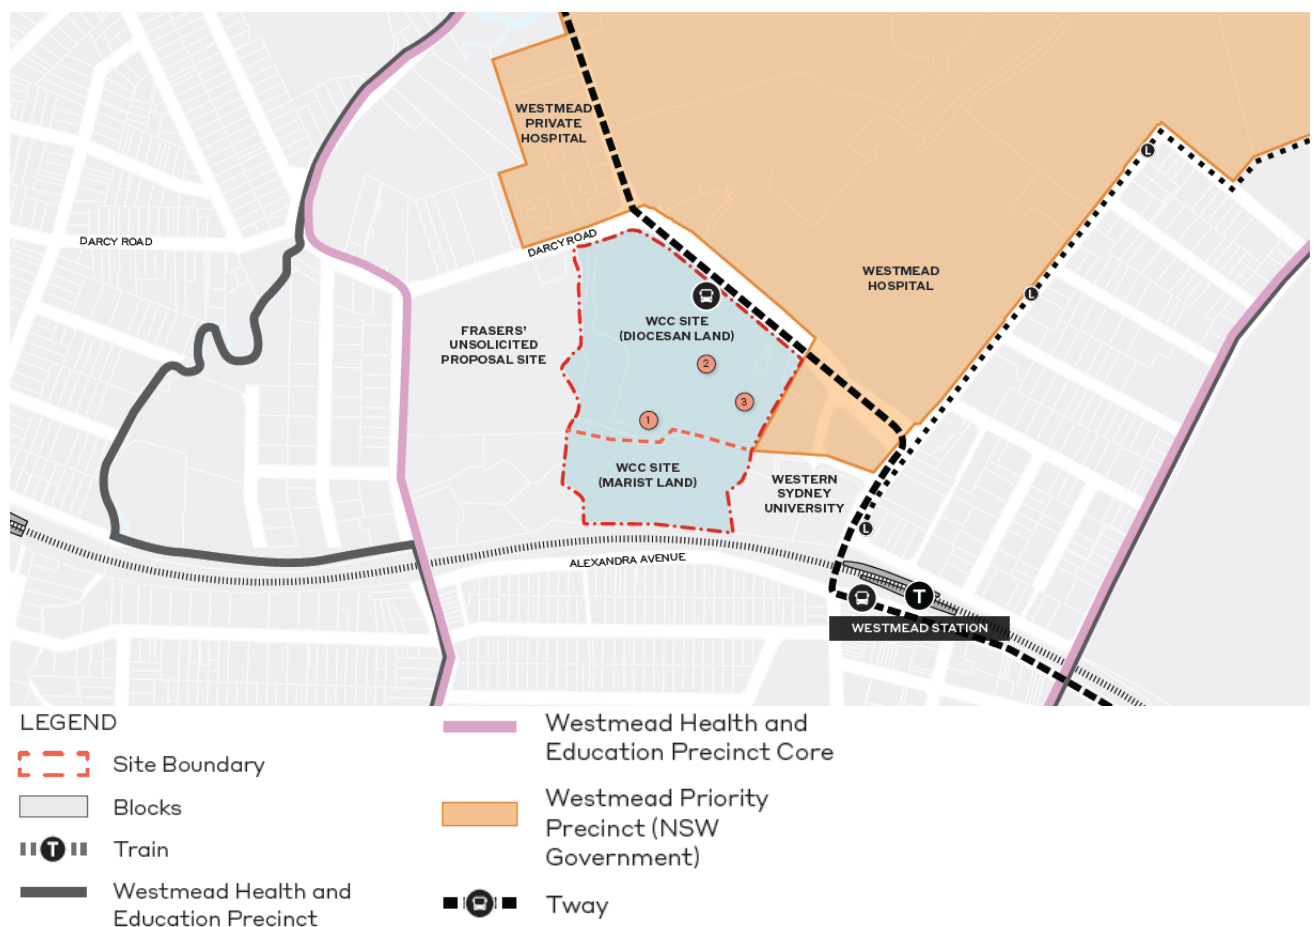 WESTMEAD
PRIVATE
HOSPITAL
L
DARCY ROAD
DARCY ROAD
WESTMEAD
HOSPITAL
L
WCC SITE
(DIOCESAN LAND)
FRASERS'
UNSOLICITED
PROPOSAL SITE
2
3
1
WCC SITE
(MARIST LAND)
WESTERN
SYDNEY
UNIVERSITY
L
ALEXANDRA AVENUE
T
WESTMEAD STATION
LEGEND
Site Boundary
Blocks
T
Train
Westmead Health and
Education Precinct
Westmead Health and
Education Precinct Core
Westmead Priority
Precinct (NSW
Government)
Tway